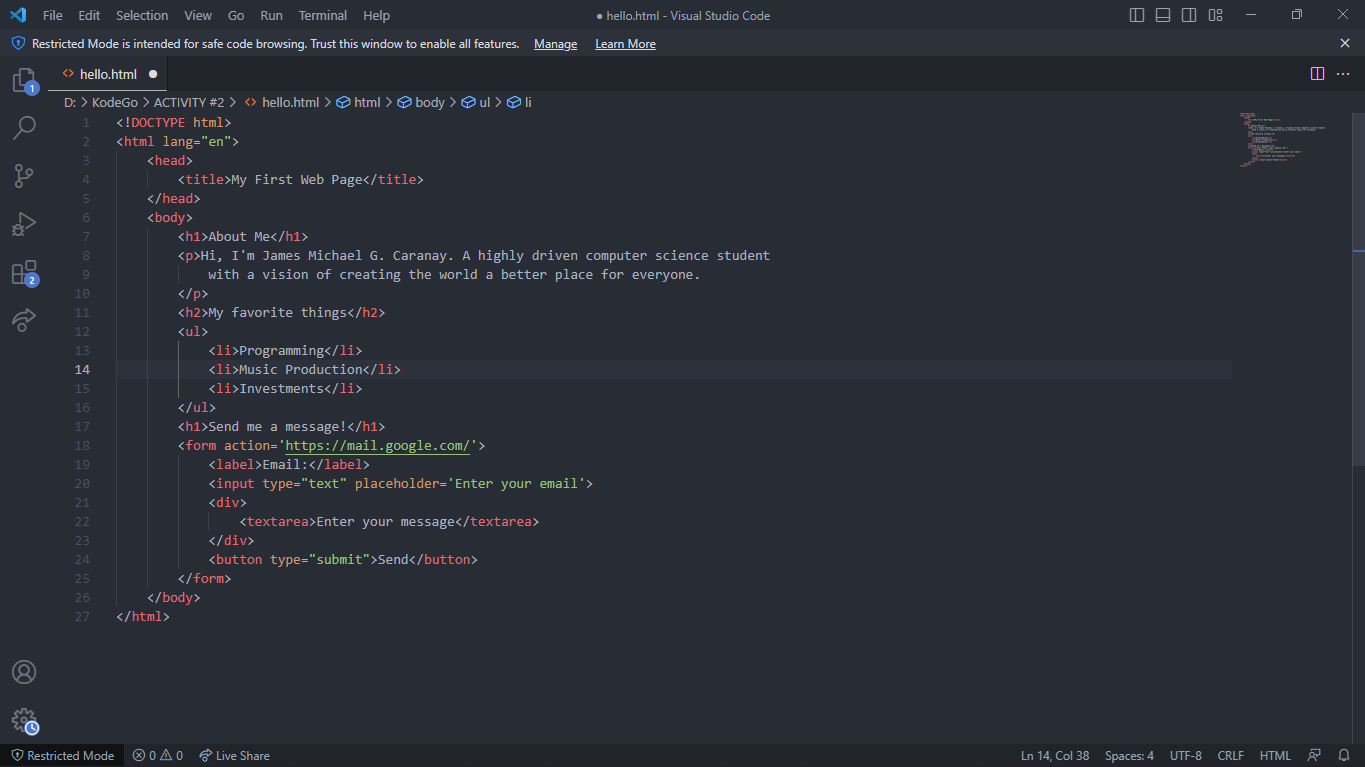 File Edit Selection View Go Run Terminal Help ● hello.html - Visual Studio Code
Restricted Mode is intended for safe code browsing. Trust this window to enable all features. Manage Learn More
<> hello.html ●
D: > KodeGo > ACTIVITY #2 > <> hello.html > html > body > ul > li
1 <!DOCTYPE html>
2 <html lang="en">
3 <head>
4 <title>My First Web Page</title>
5 </head>
6 <body>
7 <h1>About Me</h1>
8 <p>Hi, I'm James Michael G. Caranay. A highly driven computer science student
9 with a vision of creating the world a better place for everyone.
10 </p>
11 <h2>My favorite things</h2>
12 <ul>
13 <li>Programming</li>
14 <li>Music Production</li>
15 <li>Investments</li>
16 </ul>
17 <h1>Send me a message!</h1>
18 <form action='https://mail.google.com/'>
19 <label>Email:</label>
20 <input type="text" placeholder='Enter your email'>
21 <div>
22 <textarea>Enter your message</textarea>
23 </div>
24 <button type="submit">Send</button>
25 </form>
26 </body>
27 </html>
1
2
Restricted Mode 0 0 Live Share Ln 14, Col 38 Spaces: 4 UTF-8 CRLF HTML